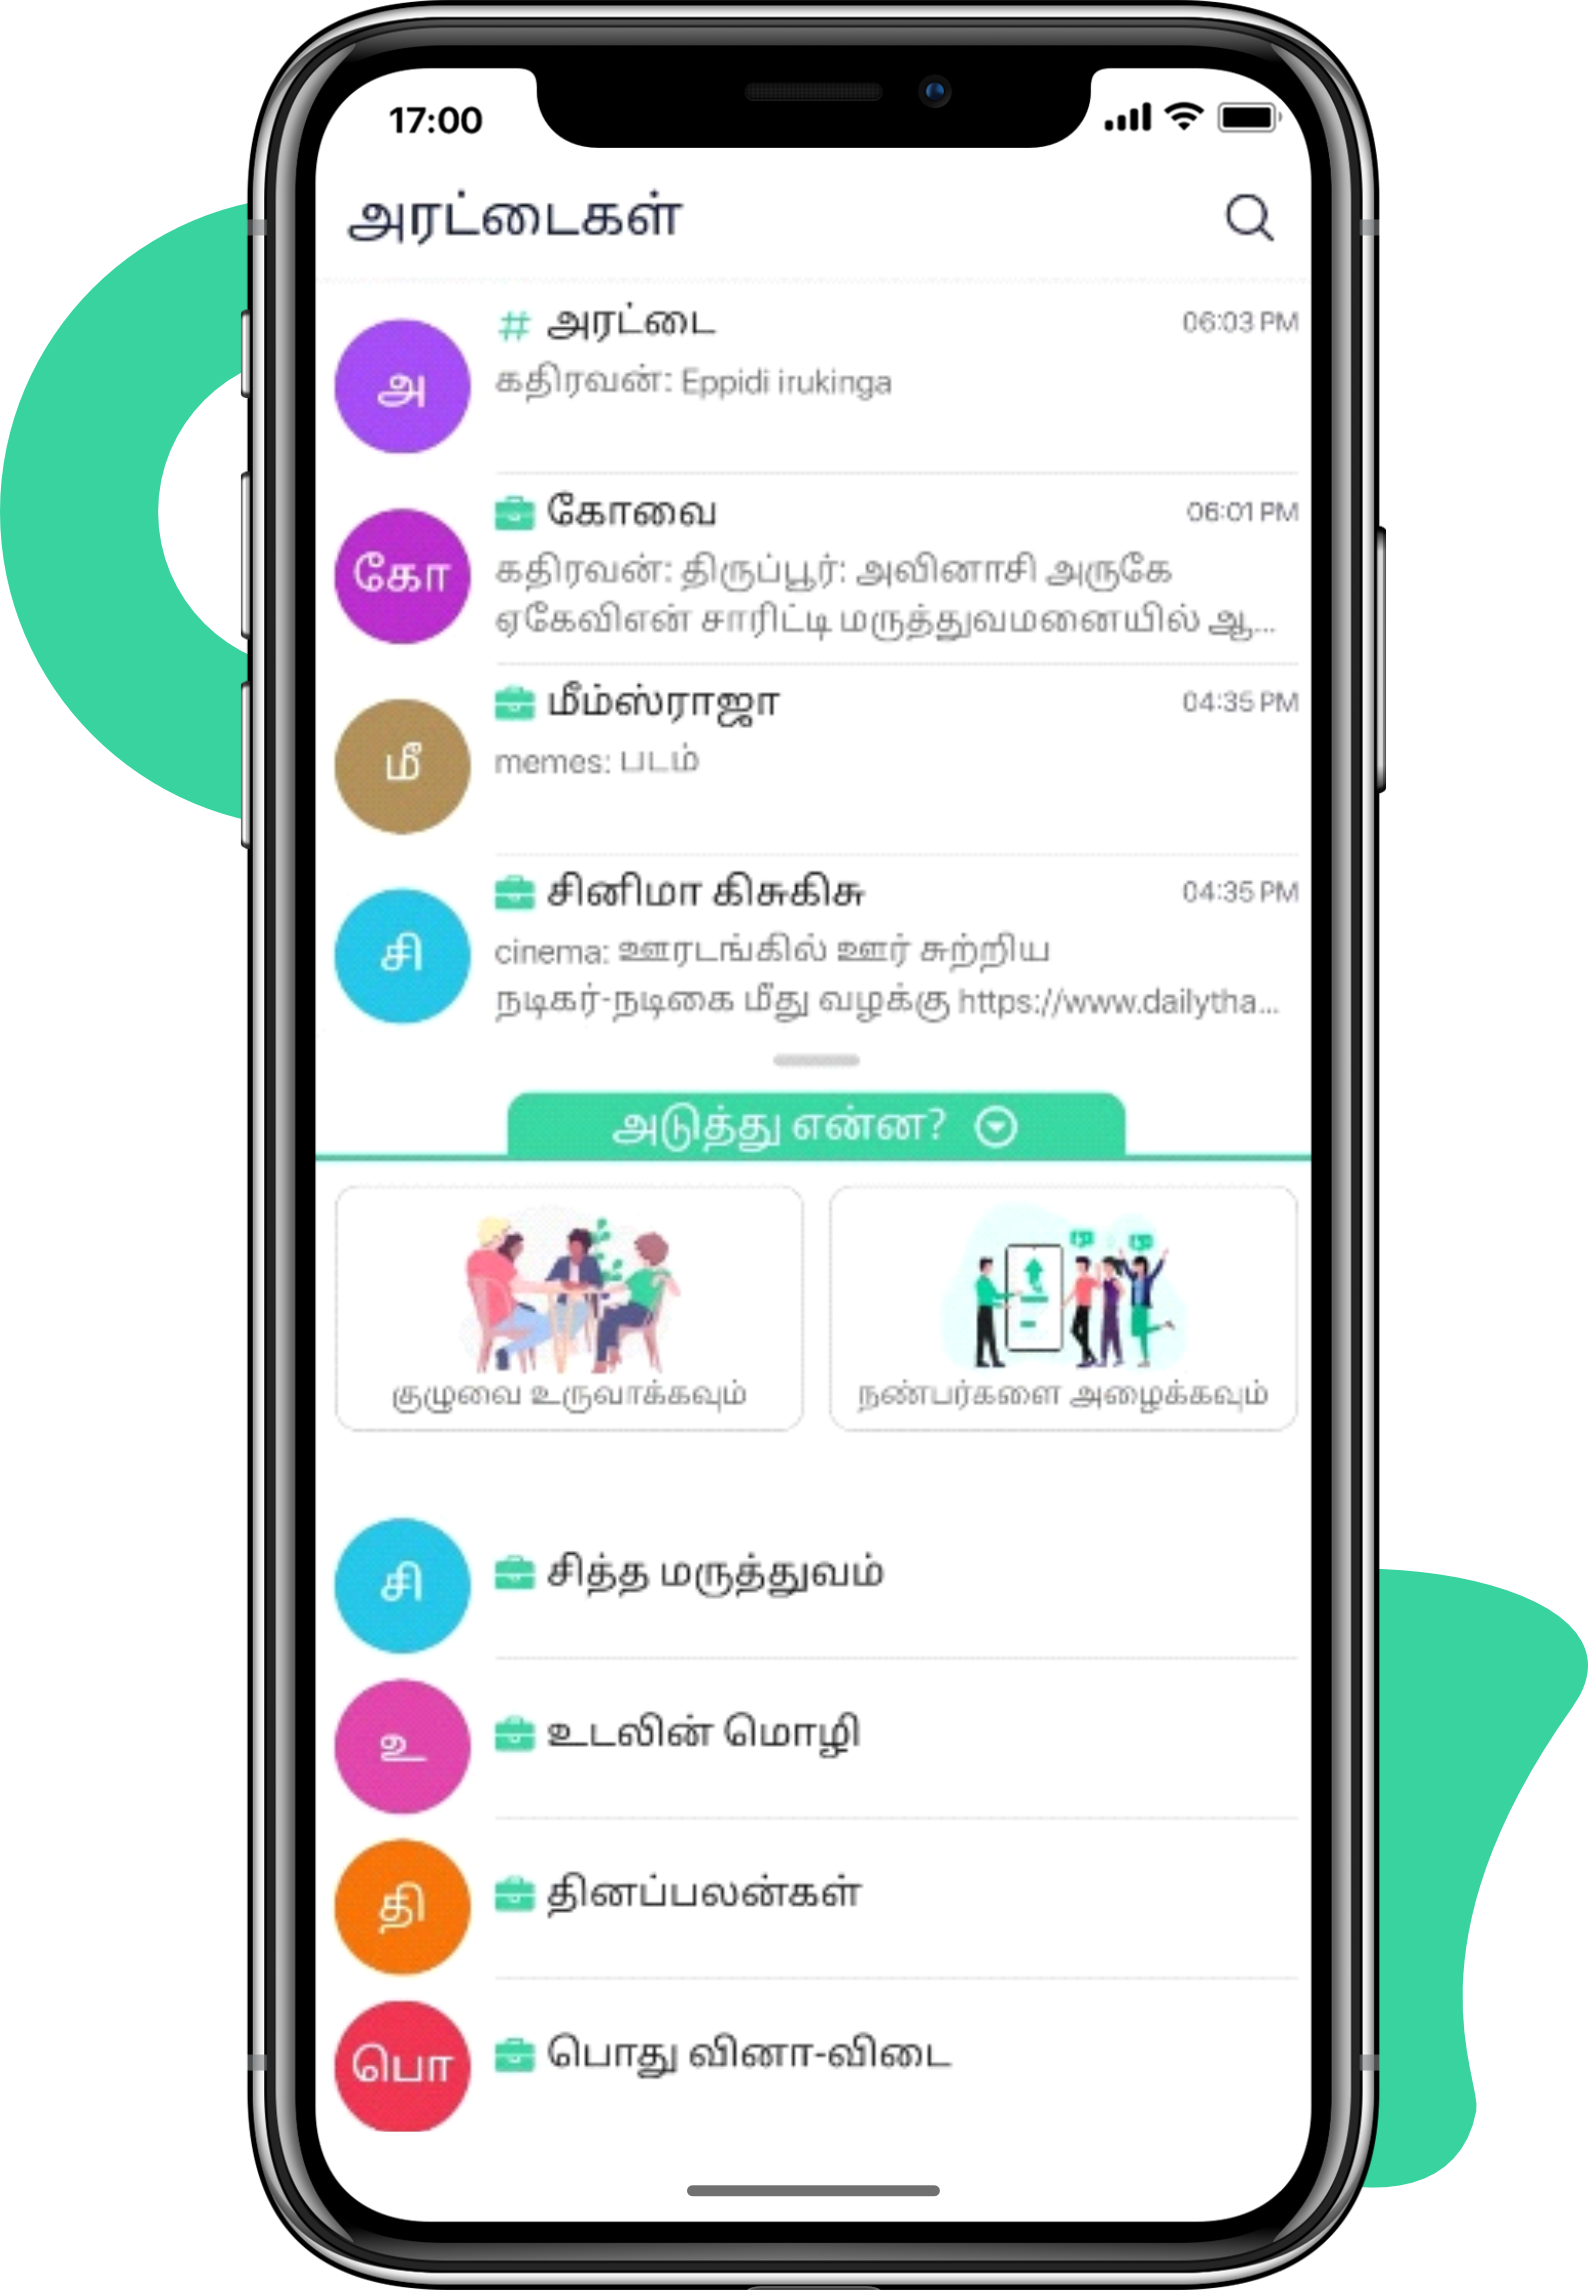 17:00
அரட்டைகள்
அ
# அரட்டை
06:03 PM
கதிரவன்: Eppidi irukinga
கோ
கோவை
06:01 PM
கதிரவன்: திருப்பூர்: அவினாசி அருகே
ஏகேவிஎன் சாரிட்டி மருத்துவமனையில் ஆ...
மீ
மீம்ஸ்ராஜா
04:35 PM
memes: படம்
சி
சினிமா கிசுகிசு
04:35 PM
cinema: ஊரடங்கில் ஊர் சுற்றிய
நடிகர்-நடிகை மீது வழக்கு https://www.dailytha...
அடுத்து என்ன?
குழுவை உருவாக்கவும்
நண்பர்களை அழைக்கவும்
சி
சித்த மருத்துவம்
உ
உடலின் மொழி
தி
தினப்பலன்கள்
பொ
பொது வினா-விடை